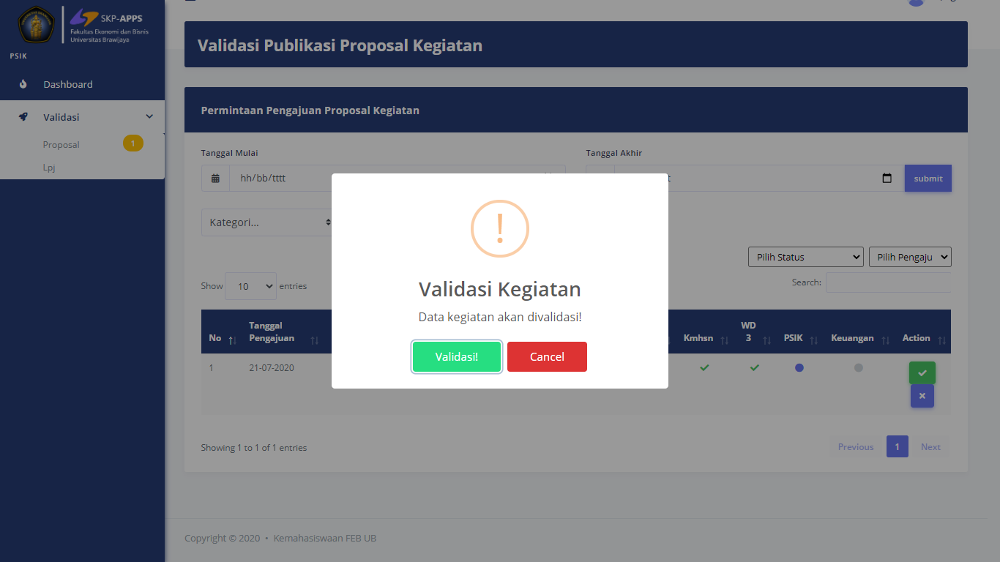 SKP-APPS
Fakultas Ekonomi dan Bisnis
Universitas Brawijaya
PSIK
Dashboard
Validasi
Proposal 1
Lpj
Validasi Publikasi Proposal Kegiatan
Permintaan Pengajuan Proposal Kegiatan
Tanggal Mulai
Tanggal Akhir
hh/bb/tttt
submit
Kategori...
Pilih Status
Pilih Pengaju
Show 10 entries
Search:
!
Validasi Kegiatan
Data kegiatan akan divalidasi!
Validasi!
Cancel
No
Tanggal
Pengajuan
Kmhsn
WD
3
PSIK
Keuangan
Action
1
21-07-2020
Showing 1 to 1 of 1 entries
Previous
1
Next
Copyright © 2020 • Kemahasiswaan FEB UB